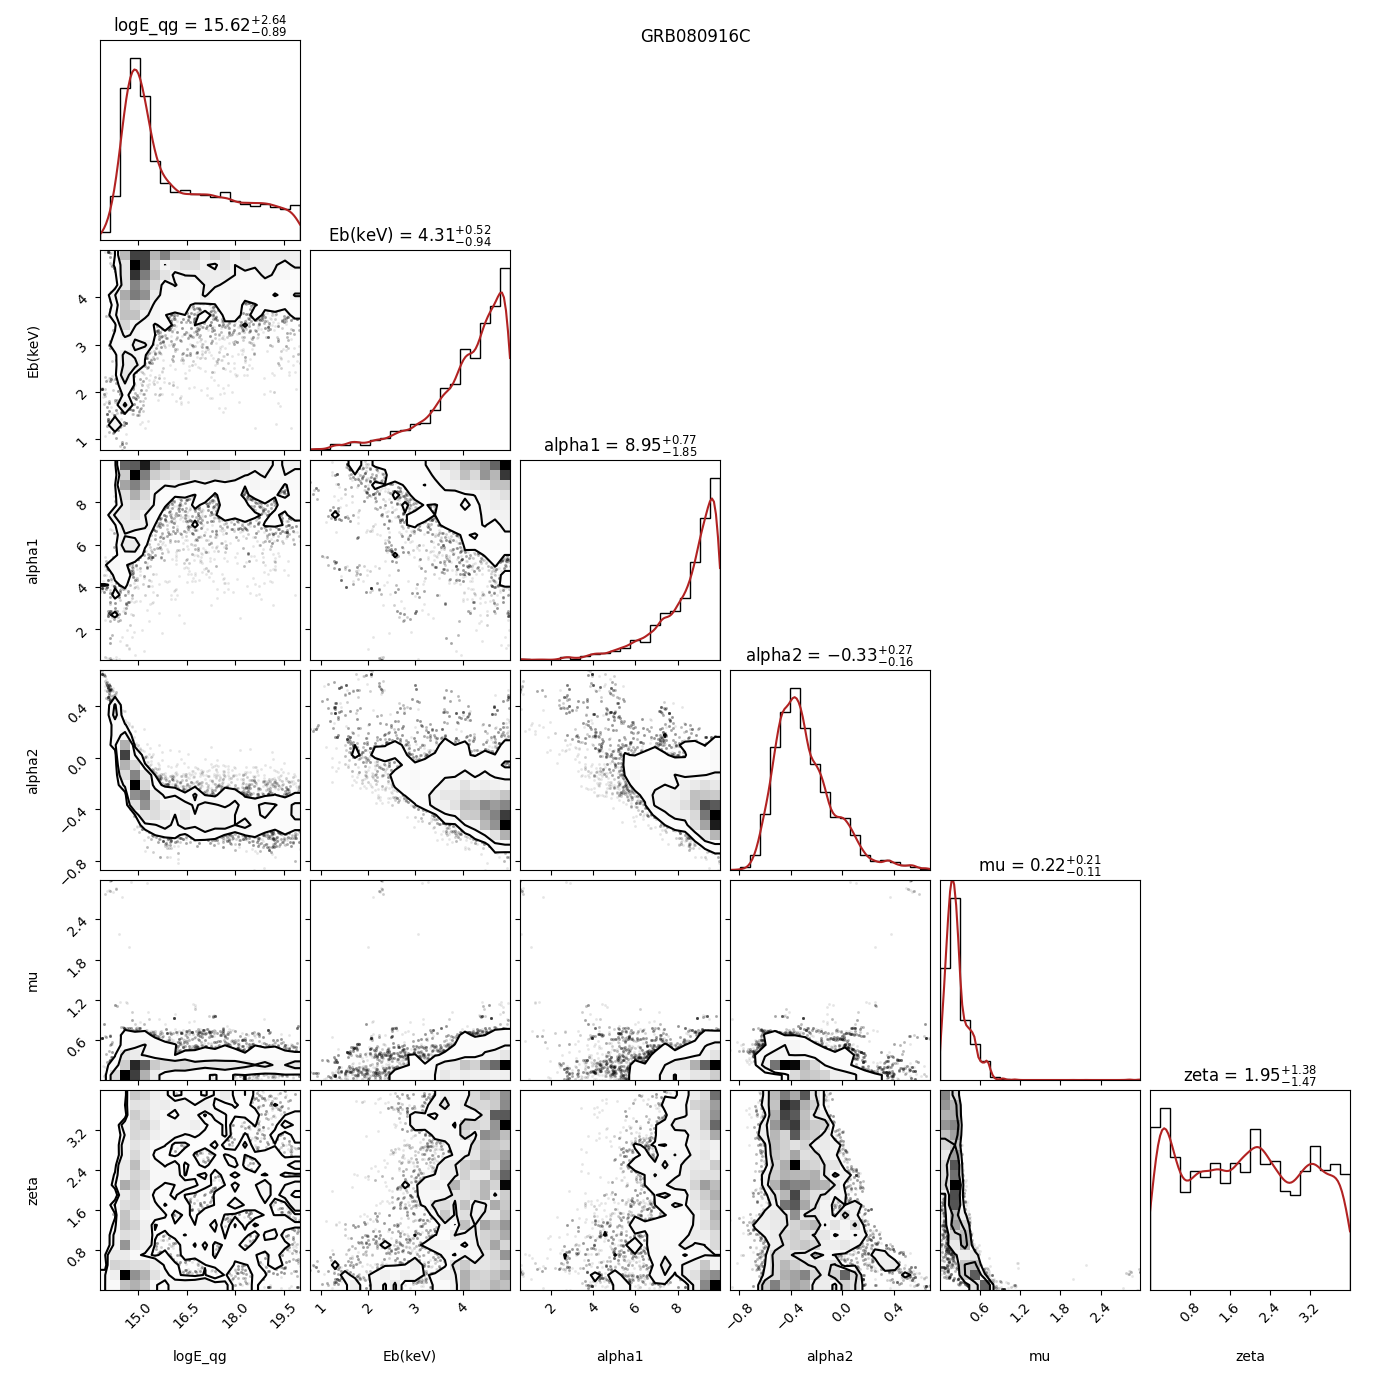 logE_qg = 15.62+2.64−0.89
GRB080916C
Eb(keV) = 4.31+0.52−0.94
Eb(keV)
4
3
2
1
alpha1 = 8.95+0.77−1.85
alpha1
8
6
4
2
alpha2 = −0.33+0.27−0.16
alpha2
0.4
0.0
−0.4
−0.8
mu = 0.22+0.21−0.11
mu
2.4
1.8
1.2
0.6
zeta = 1.95+1.38−1.47
zeta
3.2
2.4
1.6
0.8
15.0 16.5 18.0 19.5 1 2 3 4 2 4 6 8 −0.8 −0.4 0.0 0.4 0.6 1.2 1.8 2.4 0.8 1.6 2.4 3.2
logE_qg Eb(keV) alpha1 alpha2 mu zeta